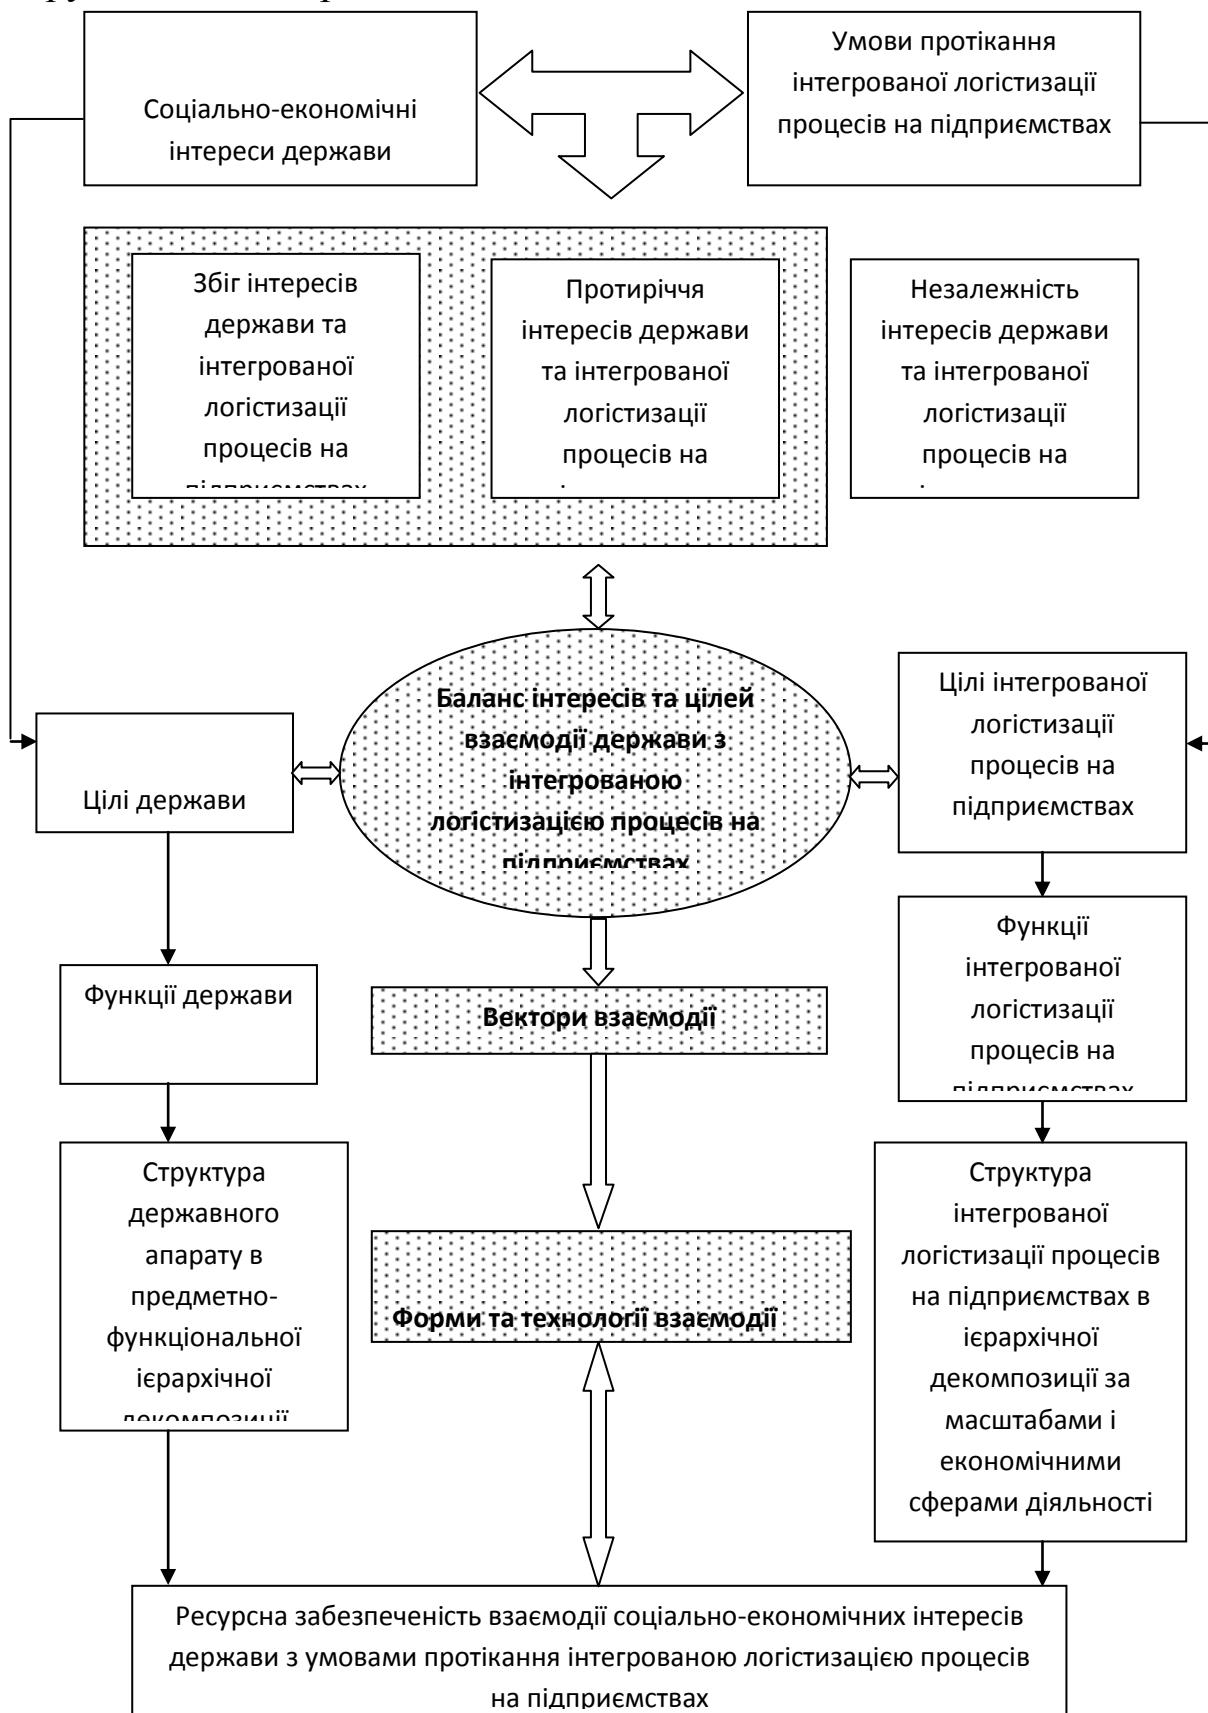 Соціально-економічні
інтереси держави
Умови протікання
інтегрованої логістизації
процесів на підприємствах
Збіг інтересів
держави та
інтегрованої
логістизації
процесів на
підприємствах
Протиріччя
інтересів держави
та інтегрованої
логістизації
процесів на
Незалежність
інтересів держави
та інтегрованої
логістизації
процесів на
Баланс інтересів та цілей
взаємодії держави з
інтегрованою
логістизацією процесів на
підприємствах
Цілі держави
Цілі інтегрованої
логістизації
процесів на
підприємствах
Функції держави
Вектори взаємодії
Функції
інтегрованої
логістизації
процесів на
підприємствах
Структура
державного
апарату в
предметно-
функціональної
ієрархічної
декомпозиції
Форми та технології взаємодії
Структура
інтегрованої
логістизації процесів
на підприємствах в
ієрархічної
декомпозиції за
масштабами і
економічними
сферами діяльності
Ресурсна забезпеченість взаємодії соціально-економічних інтересів
держави з умовами протікання інтегрованою логістизацією процесів
на підприємствах